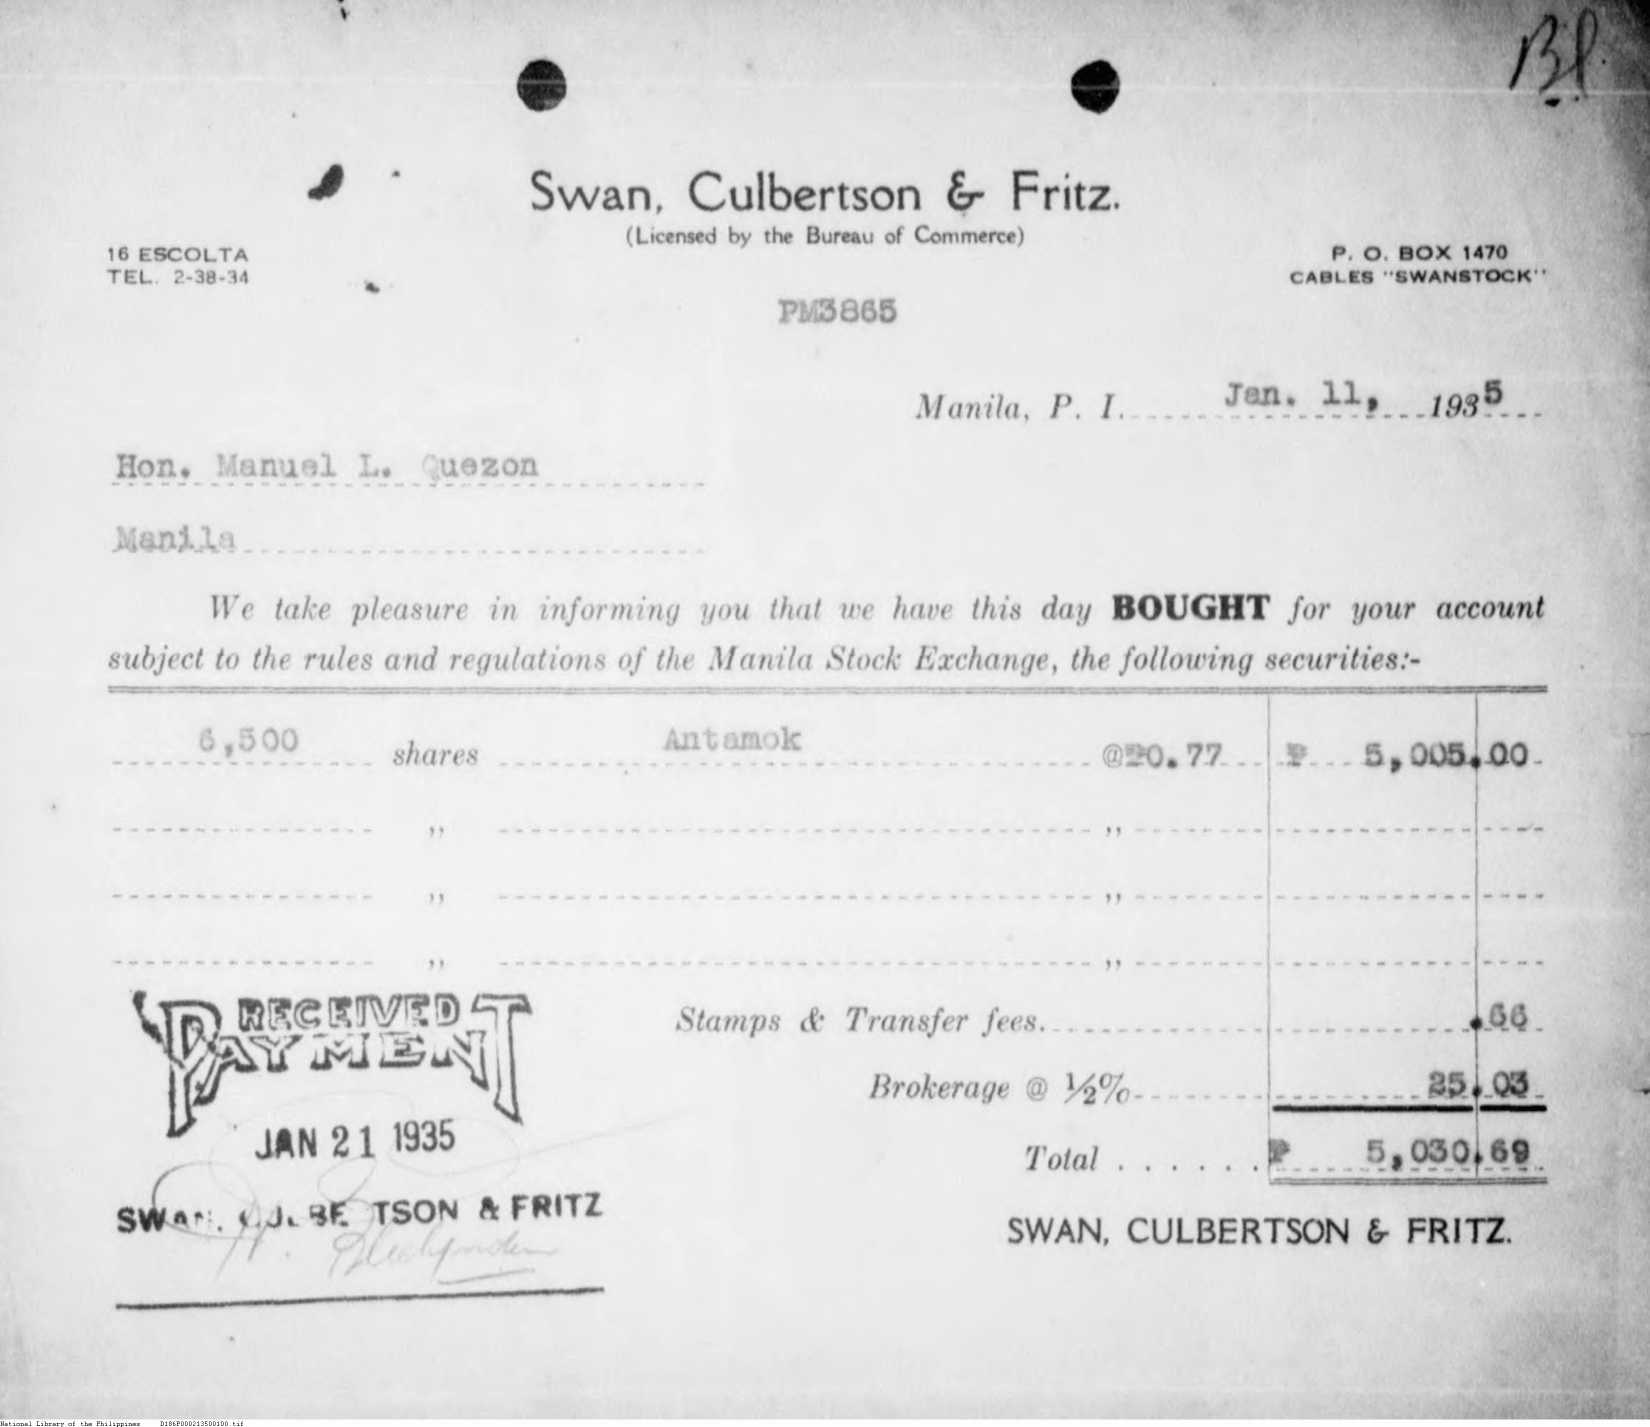 Bl.
Swan, Culbertson & Fritz.
(Licensed by the Bureau of Commerce)
16 ESCOLTA
TEL. 2-38-34
P. O. BOX 1470
CABLES "SWANSTOCK"
PM3865
Manila, P. I. Jan. 11, 1935
Hon. Manuel L. Quezon
Manila
We take pleasure in informing you that we have this day BOUGHT for your account
subject to the rules and regulations of the Manila Stock Exchange, the following securities:-
6,500 shares Antamok @₱0.77 ₱ 5,005.00
" "
" "
" "
Stamps & Transfer fees. .66
Brokerage @ ½% 25.03
Total . . . . . . ₱ 5,030.69
SWAN, CULBERTSON & FRITZ.
RECEIVED
PAYMENT
JAN 21 1935
SWAN, CULBERTSON & FRITZ
National Library of the Philippines D186P000213500100.tif